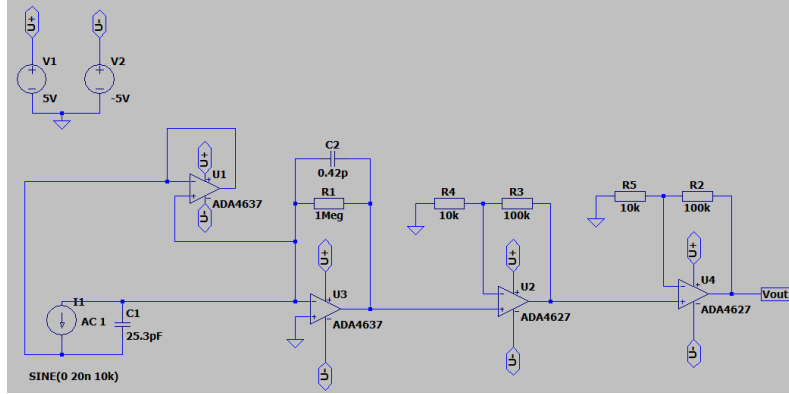 U+
U-
V1
5V
V2
-5V
U+
U1
ADA4637
U-
C2
0.42p
R1
1Meg
U+
U3
ADA4637
U-
R4
10k
R3
100k
U+
U2
ADA4627
U-
R5
10k
R2
100k
U+
U4
ADA4627
U-
Vout
I1
AC 1
C1
25.3pF
SINE(0 20n 10k)